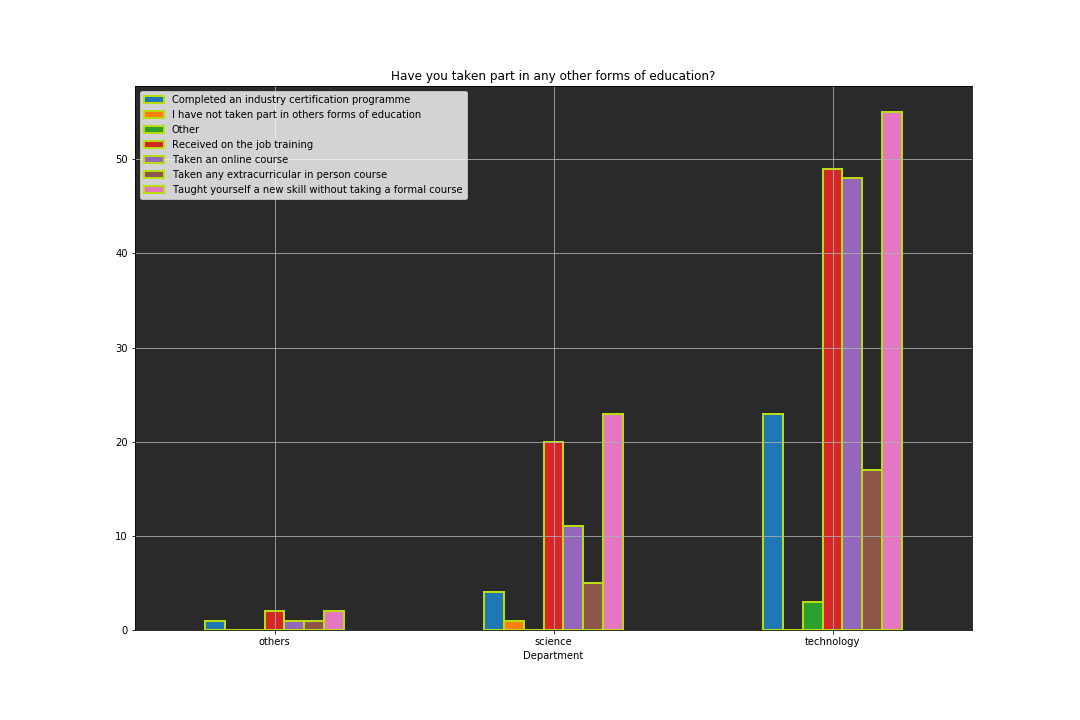 Have you taken part in any other forms of education?
Completed an industry certification programme
I have not taken part in others forms of education
Other
Received on the job training
Taken an online course
Taken any extracurricular in person course
Taught yourself a new skill without taking a formal course
50
40
30
20
10
0
others science technology
Department